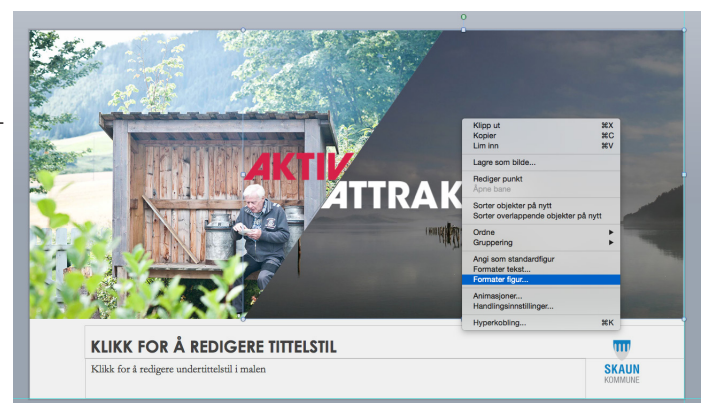 AKTIV
ATTRAK
Klipp ut ⌘X
Kopier ⌘C
Lim inn ⌘V
Lagre som bilde...
Rediger punkt
Åpne bane
Sorter objekter på nytt
Sorter overlappende objekter på nytt
Ordne
Gruppering
Angi som standardfigur
Formater tekst...
Formater figur...
Animasjoner...
Handlingsinnstillinger...
Hyperkobling... ⌘K
KLIKK FOR Å REDIGERE TITTELSTIL
Klikk for å redigere undertittelstil i malen
SKAUN
KOMMUNE